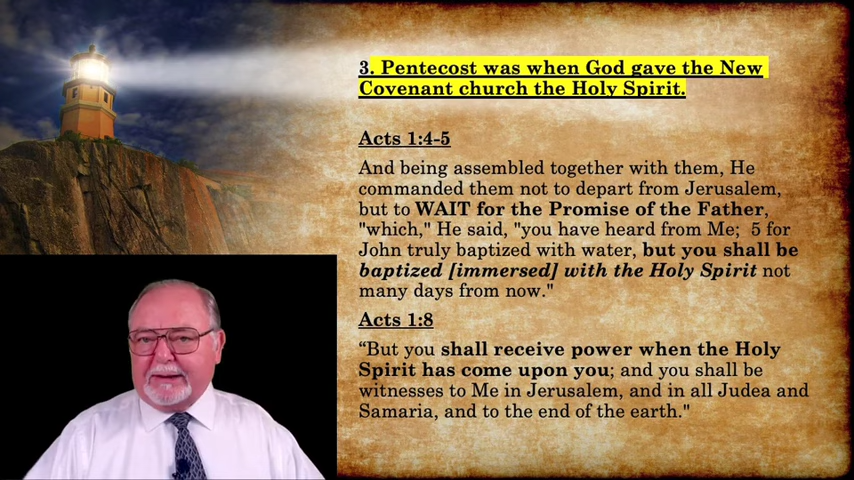 3. Pentecost was when God gave the New
Covenant church the Holy Spirit.
Acts 1:4-5
And being assembled together with them, He
commanded them not to depart from Jerusalem,
but to WAIT for the Promise of the Father,
"which," He said, "you have heard from Me;  5 for
John truly baptized with water, but you shall be
baptized [immersed] with the Holy Spirit not
many days from now."
Acts 1:8
“But you shall receive power when the Holy
Spirit has come upon you; and you shall be
witnesses to Me in Jerusalem, and in all Judea and
Samaria, and to the end of the earth."